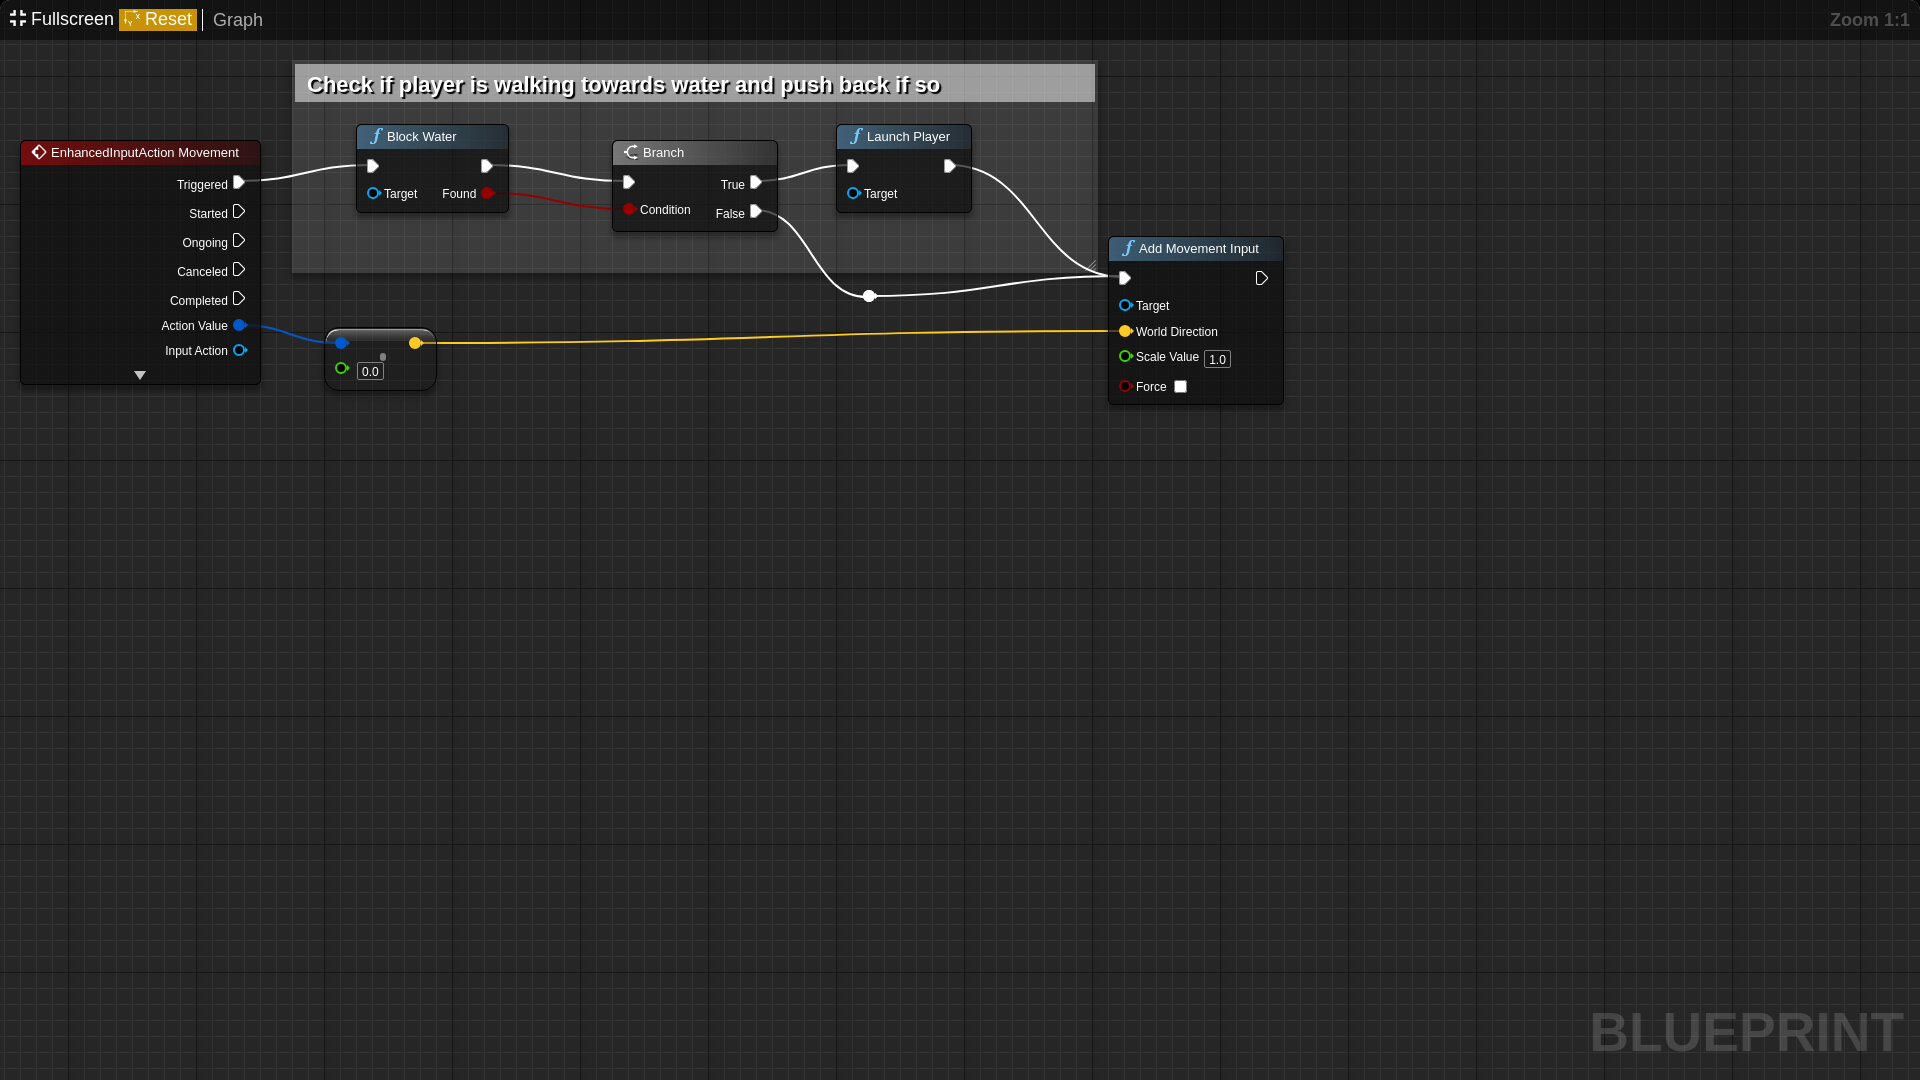 Fullscreen Reset Graph Zoom 1:1
Check if player is walking towards water and push back if so
EnhancedInputAction Movement
Triggered
Started
Ongoing
Canceled
Completed
Action Value
Input Action
Block Water
Target Found
Branch
True
Condition False
Launch Player
Target
0.0
Add Movement Input
Target
World Direction
Scale Value 1.0
Force
BLUEPRINT